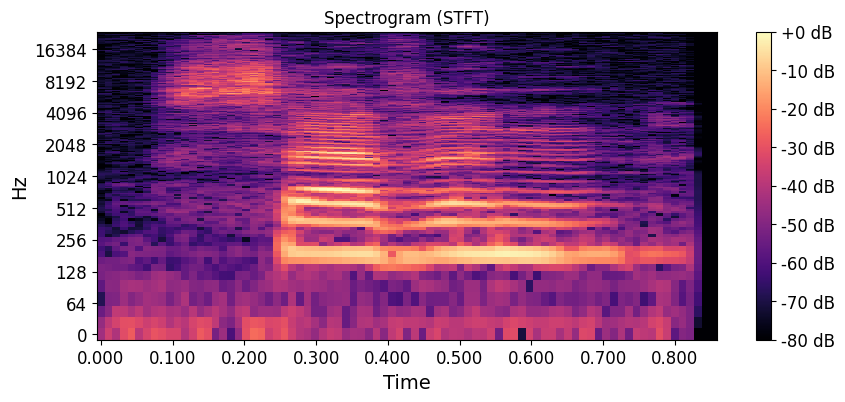 Spectrogram (STFT)
16384
8192
4096
2048
1024
512
256
128
64
0
Hz
0.000 0.100 0.200 0.300 0.400 0.500 0.600 0.700 0.800
Time
+0 dB
-10 dB
-20 dB
-30 dB
-40 dB
-50 dB
-60 dB
-70 dB
-80 dB